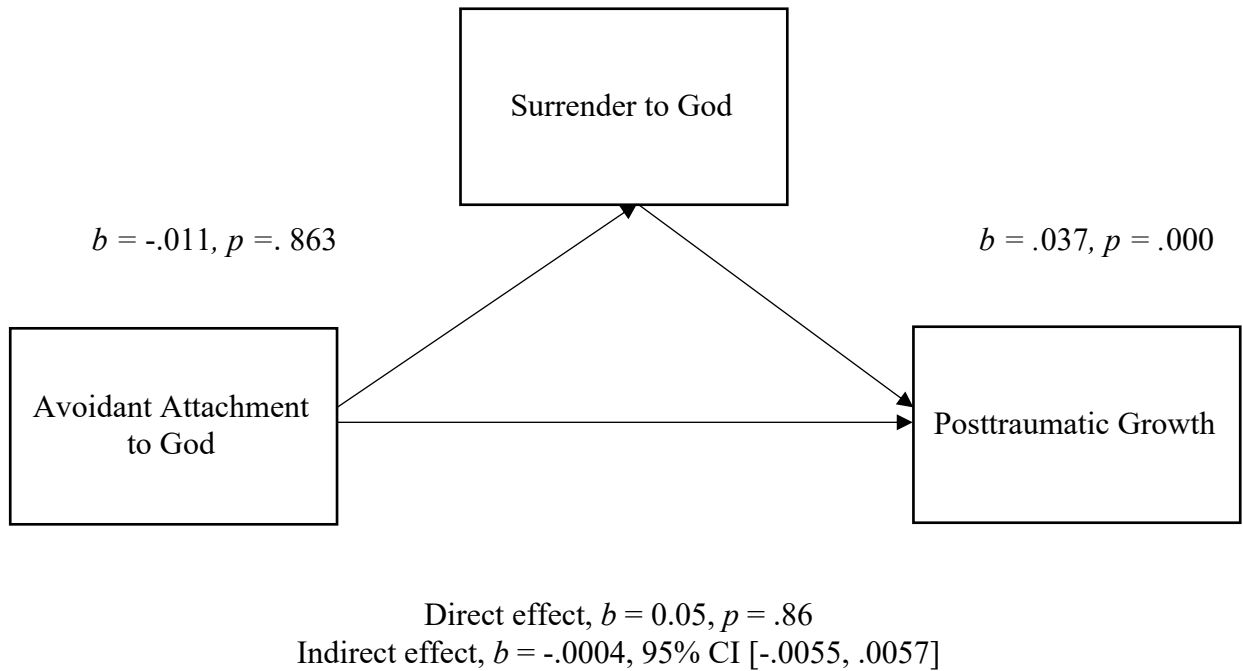 Surrender to God
b = -.011, p =. 863
b = .037, p = .000
Avoidant Attachment
to God
Posttraumatic Growth
Direct effect, b = 0.05, p = .86
Indirect effect, b = -.0004, 95% CI [-.0055, .0057]